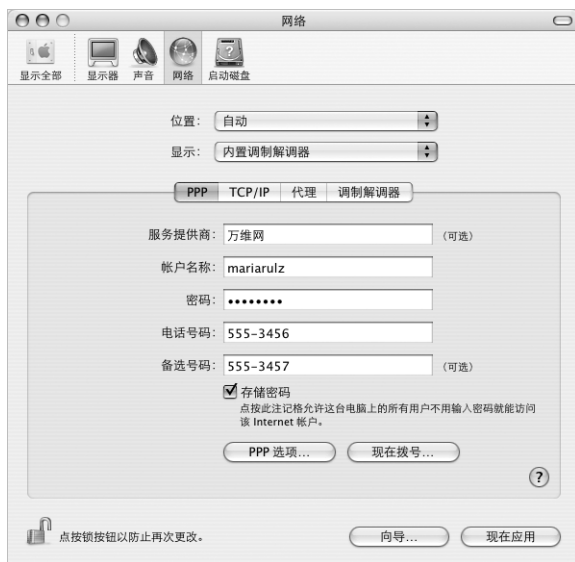 网络
显示全部 显示器 声音 网络 启动磁盘
位置: 自动
显示: 内置调制解调器
PPP TCP/IP 代理 调制解调器
服务提供商: 万维网 (可选)
帐户名称: mariarulz
密码: ••••••••
电话号码: 555-3456
备选号码: 555-3457 (可选)
存储密码
点按此注记格允许这台电脑上的所有用户不用输入密码就能访问
该 Internet 帐户。
PPP 选项... 现在拨号...
?
点按锁按钮以防止再次更改。 向导... 现在应用